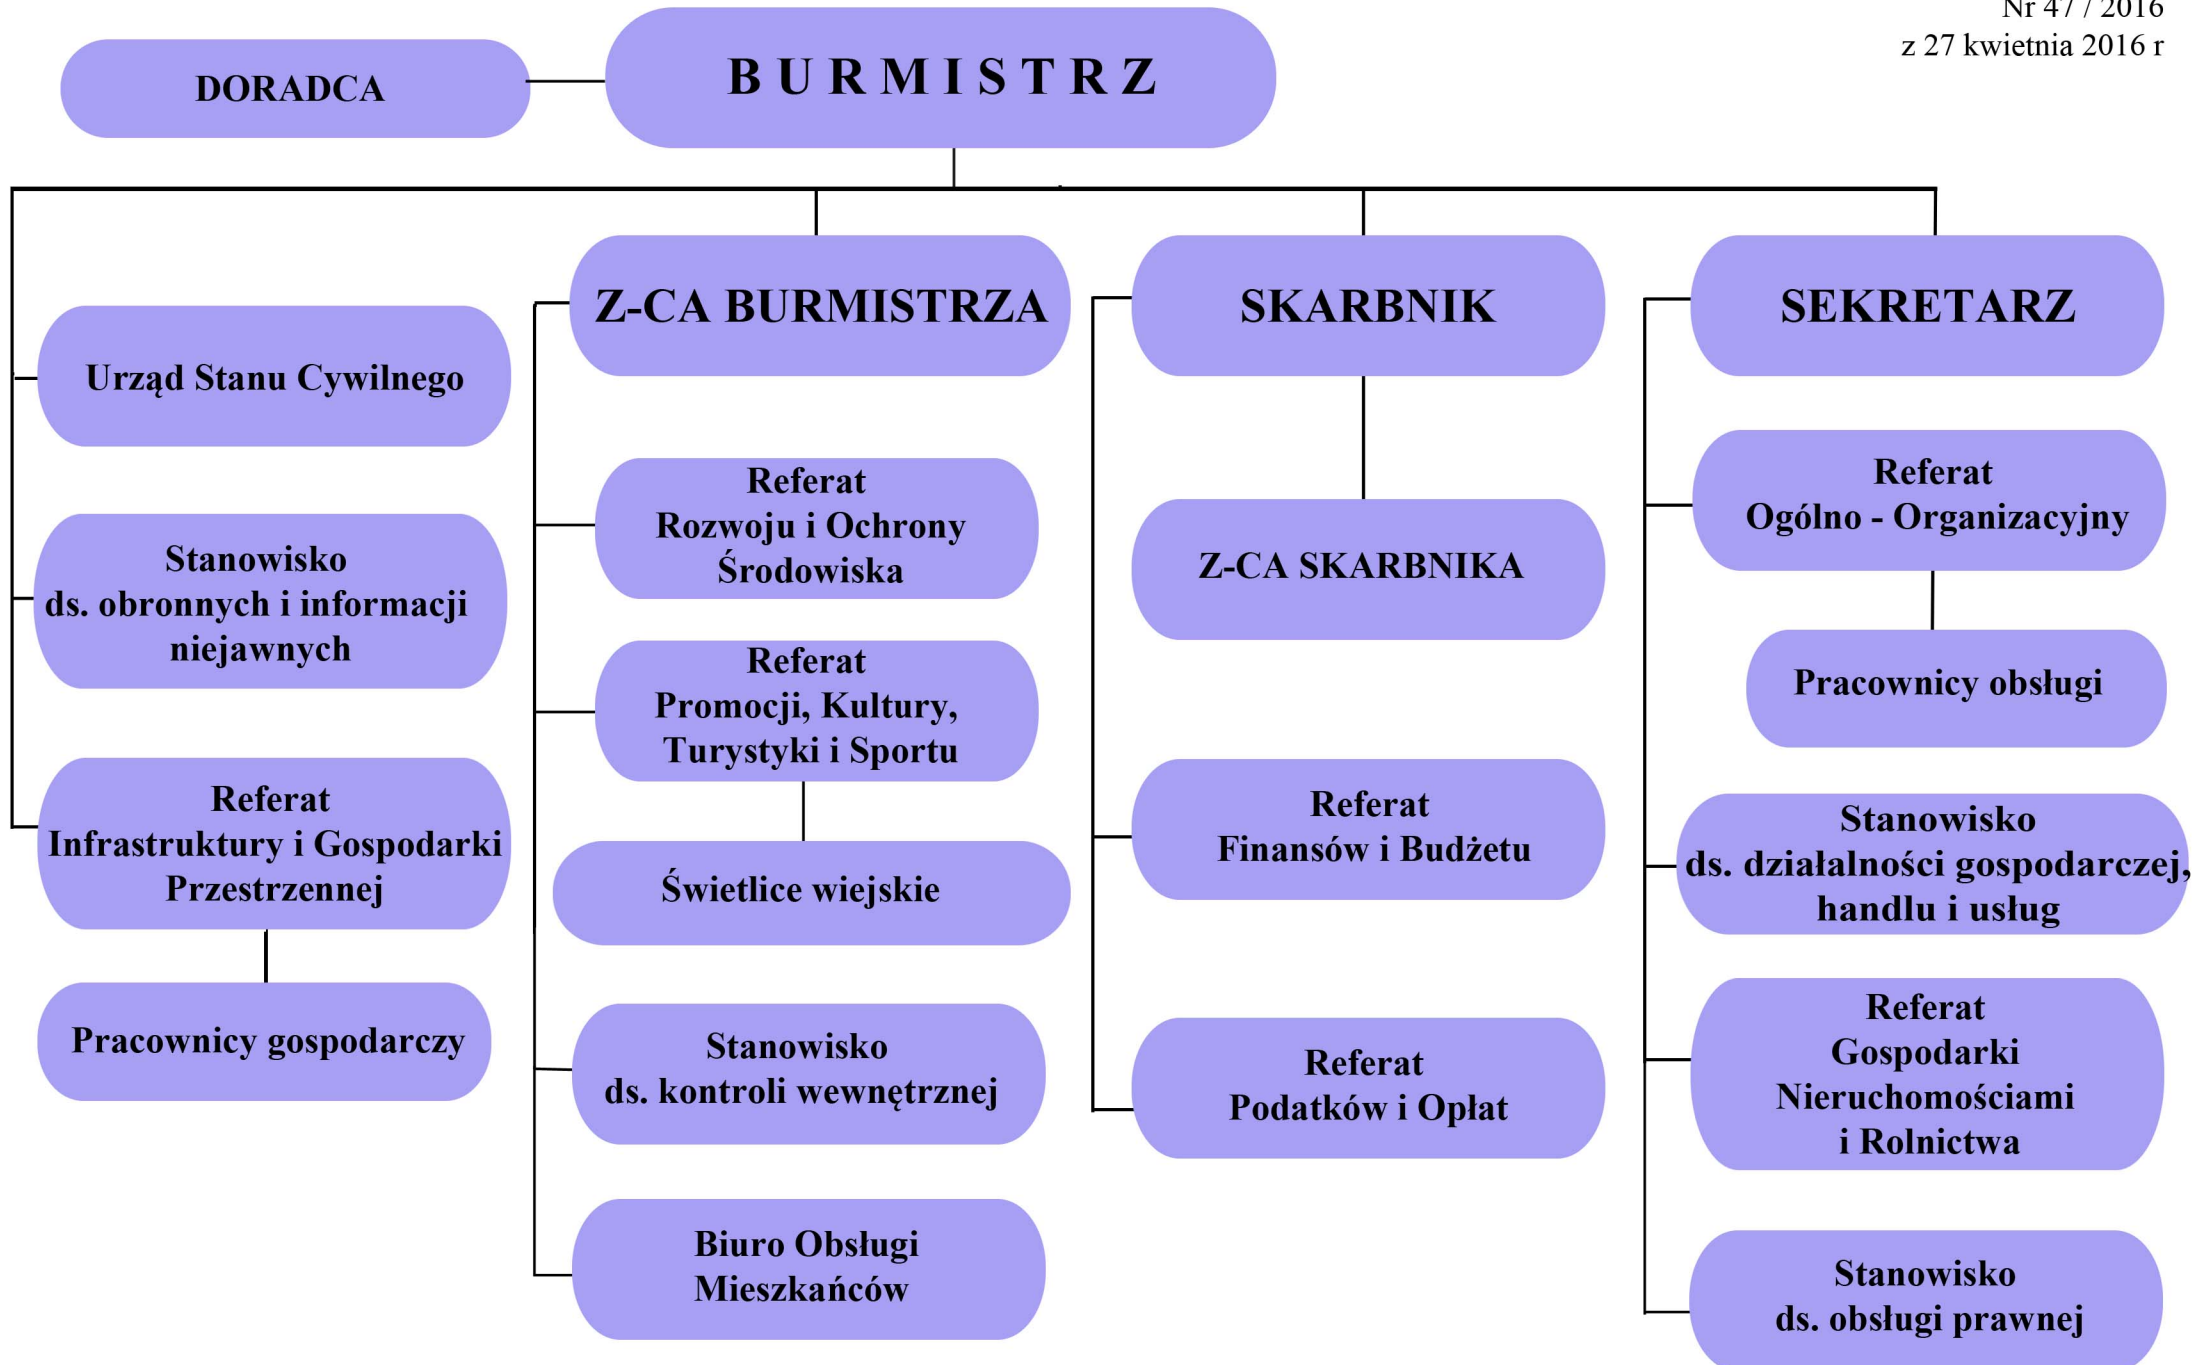 Nr 47 / 2016
z 27 kwietnia 2016 r
DORADCA
B U R M I S T R Z
Urząd Stanu Cywilnego
Stanowisko
ds. obronnych i informacji
niejawnych
Referat
Infrastruktury i Gospodarki
Przestrzennej
Pracownicy gospodarczy
Z-CA BURMISTRZA
Referat
Rozwoju i Ochrony
Środowiska
Referat
Promocji, Kultury,
Turystyki i Sportu
Świetlice wiejskie
Stanowisko
ds. kontroli wewnętrznej
Biuro Obsługi
Mieszkańców
SKARBNIK
Z-CA SKARBNIKA
Referat
Finansów i Budżetu
Referat
Podatków i Opłat
SEKRETARZ
Referat
Ogólno - Organizacyjny
Pracownicy obsługi
Stanowisko
ds. działalności gospodarczej,
handlu i usług
Referat
Gospodarki
Nieruchomościami
i Rolnictwa
Stanowisko
ds. obsługi prawnej